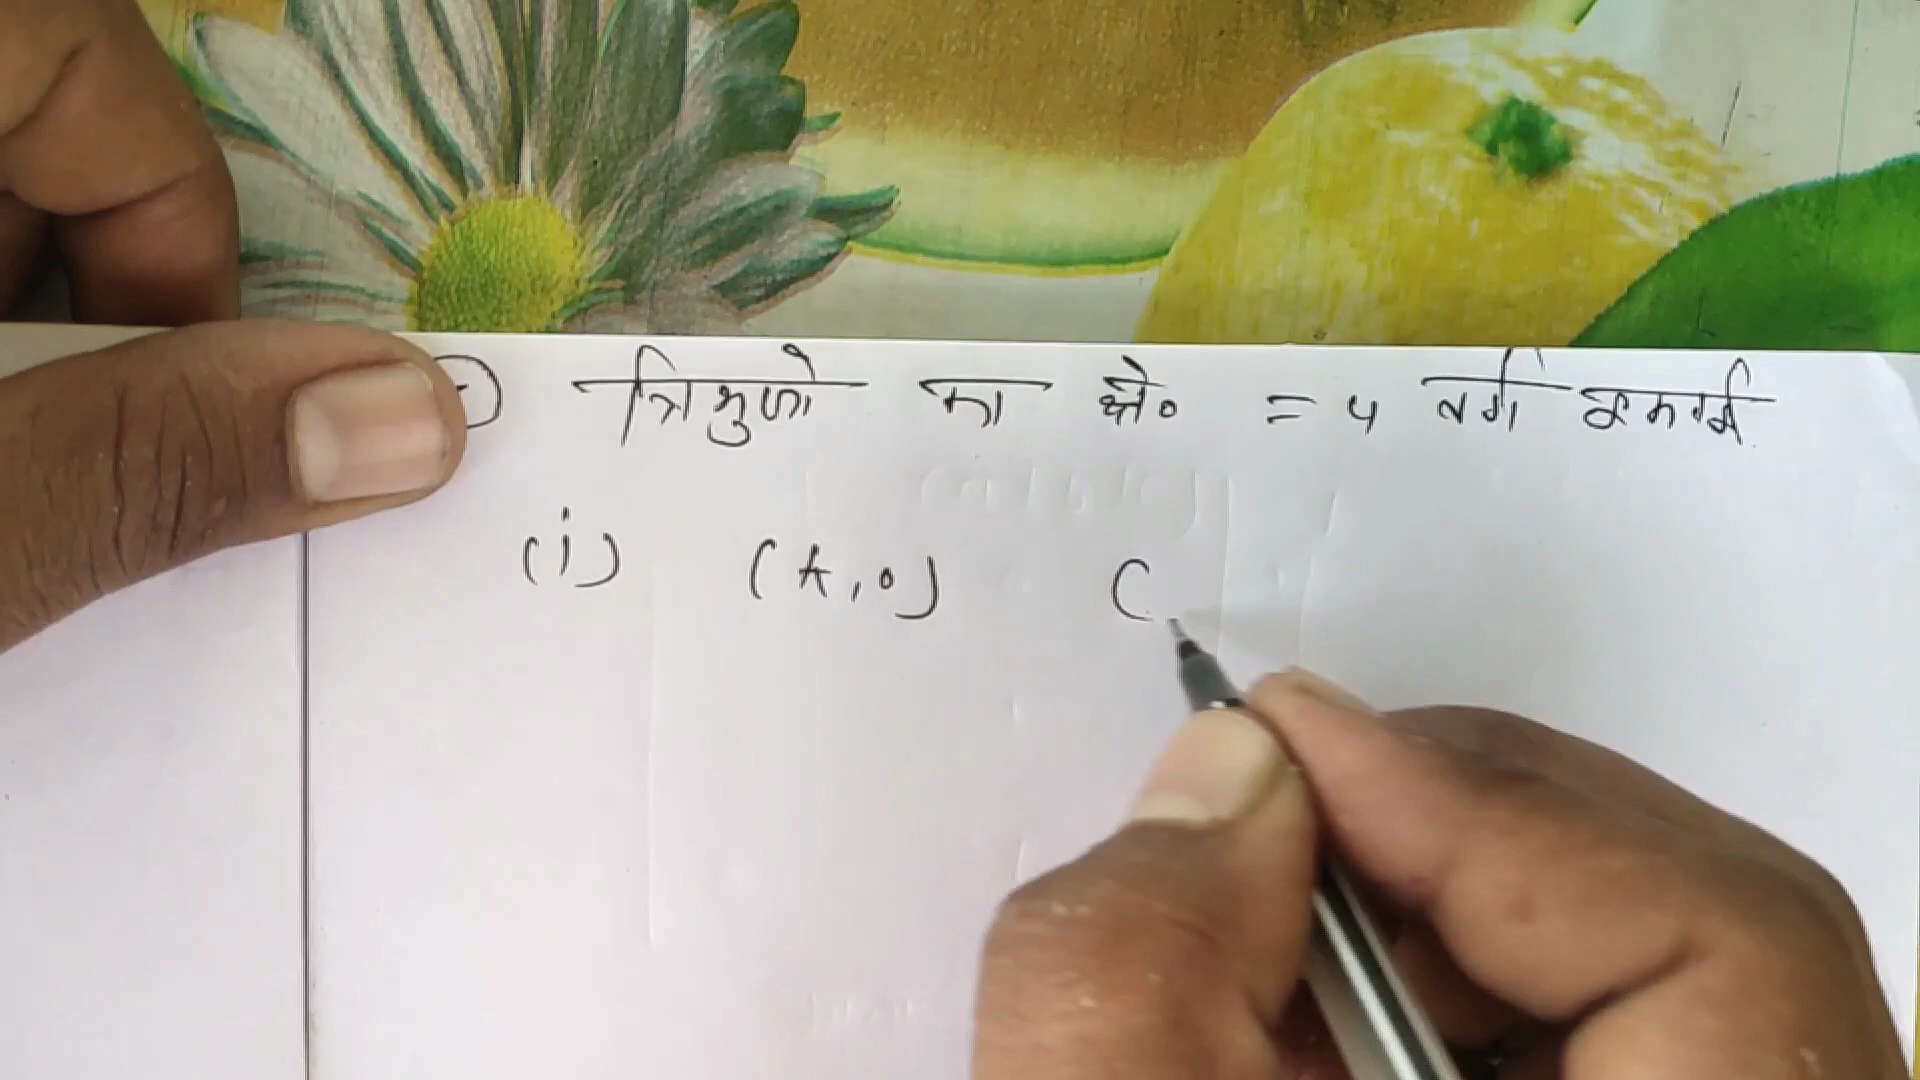 त्रिभुजो का क्षे० = 4 वर्ग इकाई
(i) (k,0) (